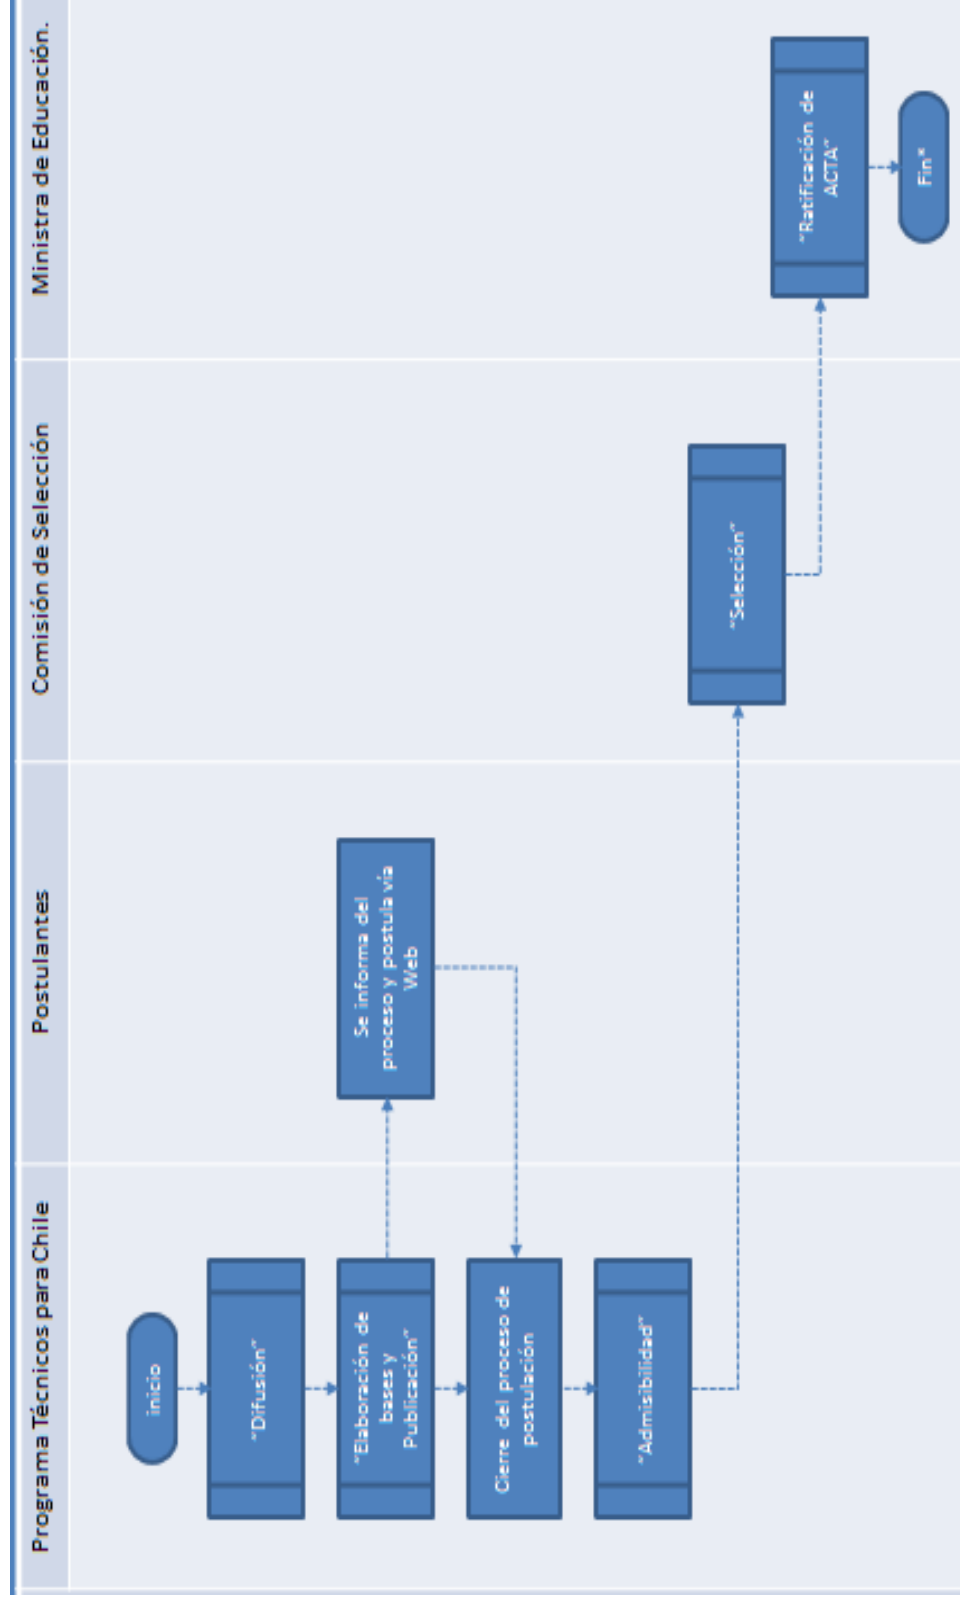 Programa Técnicos para Chile
Postulantes
Comisión de Selección
Ministra de Educación.
inicio
“Difusión”
“Elaboración de
bases y
Publicación”
Se informa del
proceso y postula vía
Web
Cierre del proceso de
postulación
“Admisibilidad”
“Selección”
“Ratificación de
ACTA”
Fin*